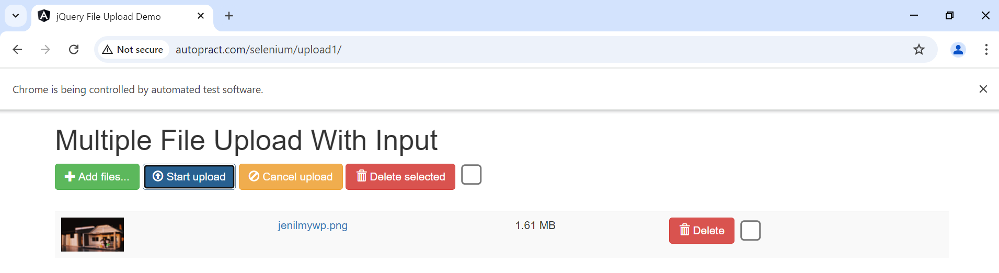 jQuery File Upload Demo
Not secure autopract.com/selenium/upload1/
Chrome is being controlled by automated test software.
Multiple File Upload With Input
Add files... Start upload Cancel upload Delete selected
jenilmywp.png 1.61 MB Delete